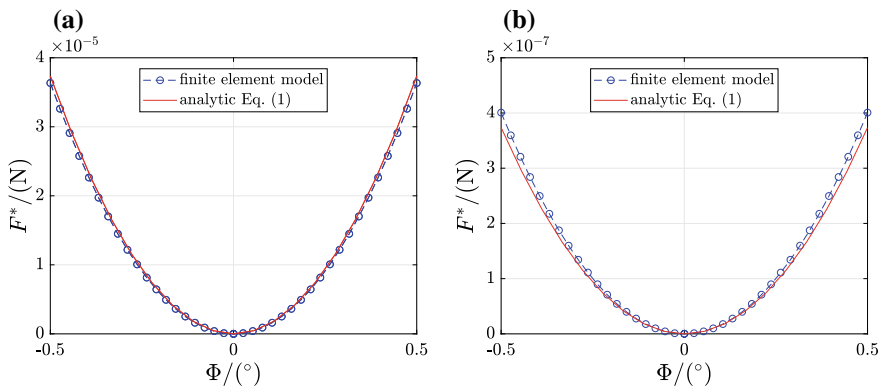 (a)
×10⁻⁵
4
3
2
1
0
-0.5
0
0.5
F*/(N)
Φ/(°)
finite element model
analytic Eq. (1)
(b)
×10⁻⁷
5
4
3
2
1
0
-0.5
0
0.5
F*/(N)
Φ/(°)
finite element model
analytic Eq. (1)